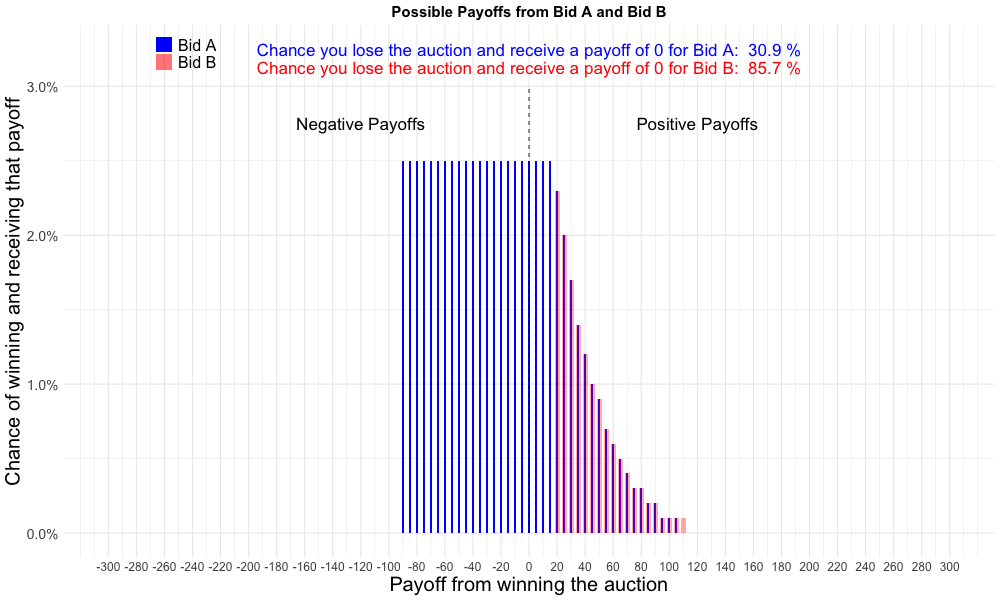 Possible Payoffs from Bid A and Bid B
Bid A
Bid B
Chance you lose the auction and receive a payoff of 0 for Bid A: 30.9 %
Chance you lose the auction and receive a payoff of 0 for Bid B: 85.7 %
Negative Payoffs
Positive Payoffs
Chance of winning and receiving that payoff
3.0%
2.0%
1.0%
0.0%
-300 -280 -260 -240 -220 -200 -180 -160 -140 -120 -100 -80 -60 -40 -20 0 20 40 60 80 100 120 140 160 180 200 220 240 260 280 300
Payoff from winning the auction